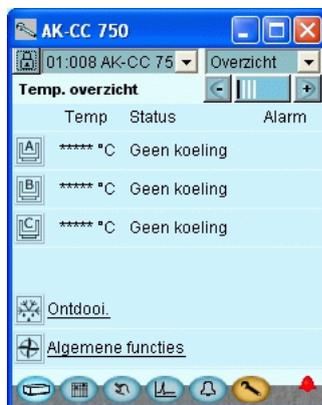 AK-CC 750
01:008 AK-CC 75 Overzicht
Temp. overzicht
Temp Status Alarm
A ***** °C Geen koeling
B ***** °C Geen koeling
C ***** °C Geen koeling
Ontdooi.
Algemene functies